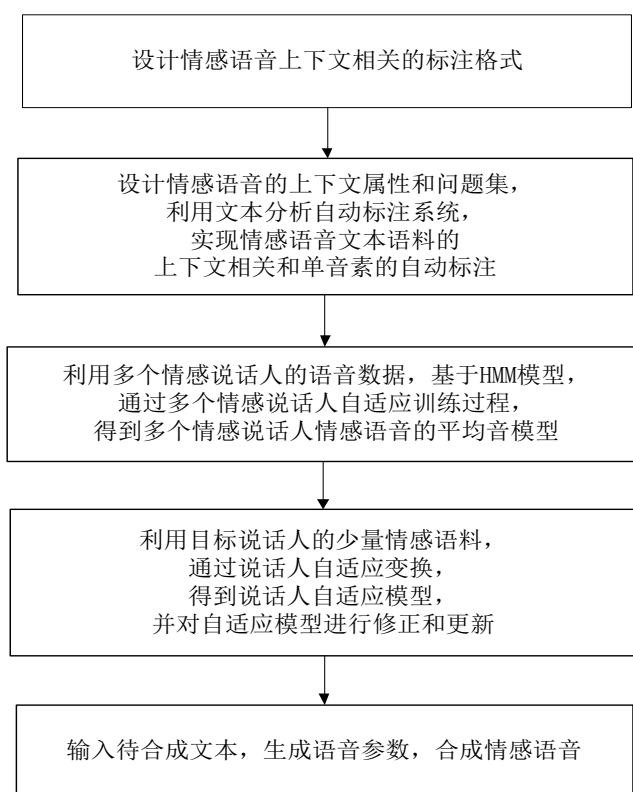 设计情感语音上下文相关的标注格式
设计情感语音的上下文属性和问题集,
利用文本分析自动标注系统,
实现情感语音文本语料的
上下文相关和单音素的自动标注
利用多个情感说话人的语音数据, 基于HMM模型,
通过多个情感说话人自适应训练过程,
得到多个情感说话人情感语音的平均音模型
利用目标说话人的少量情感语料,
通过说话人自适应变换,
得到说话人自适应模型,
并对自适应模型进行修正和更新
输入待合成文本, 生成语音参数, 合成情感语音